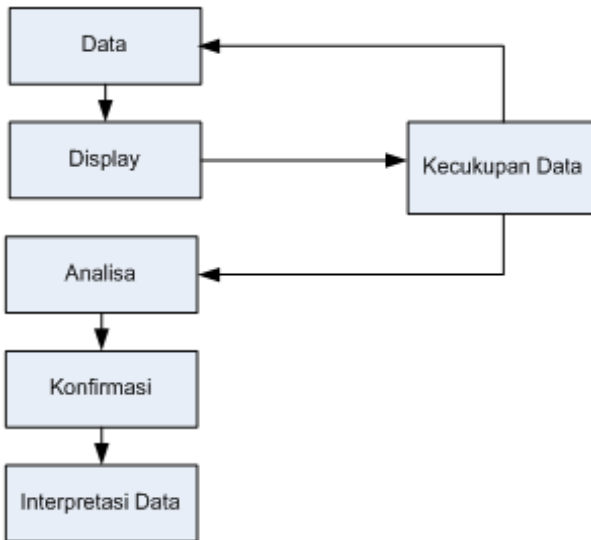 Data
Display
Kecukupan Data
Analisa
Konfirmasi
Interpretasi Data